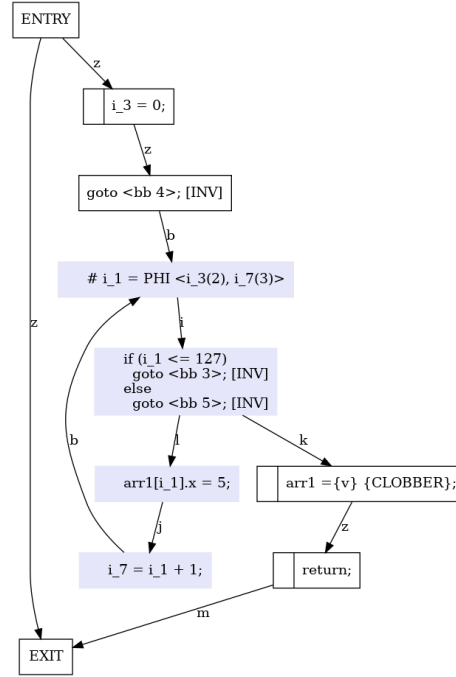 ENTRY
z
i_3 = 0;
z
goto <bb 4>; [INV]
b
# i_1 = PHI <i_3(2), i_7(3)>
z
i
if (i_1 <= 127)
goto <bb 3>; [INV]
else
goto <bb 5>; [INV]
b
l
k
arr1[i_1].x = 5;
arr1 ={v} {CLOBBER};
j
z
i_7 = i_1 + 1;
return;
m
EXIT